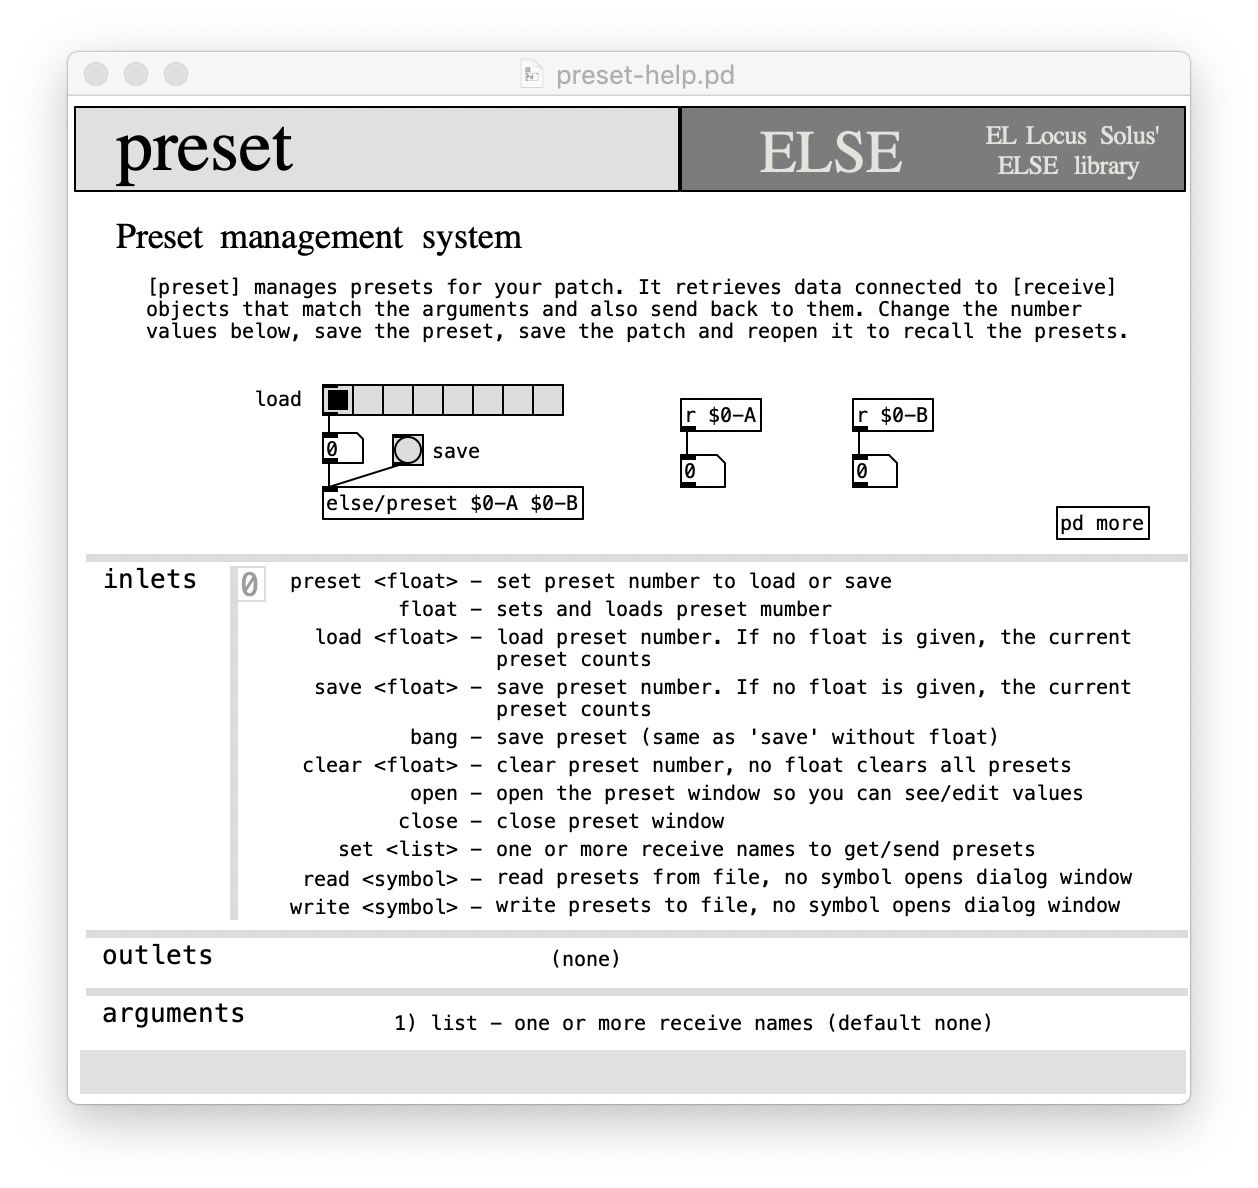 preset-help.pd
preset
ELSE
EL Locus Solus'
ELSE library
Preset management system
[preset] manages presets for your patch. It retrieves data connected to [receive]
objects that match the arguments and also send back to them. Change the number
values below, save the preset, save the patch and reopen it to recall the presets.
load
r $0-A
r $0-B
0
save
0
0
else/preset $0-A $0-B
pd more
inlets
0
preset <float> - set preset number to load or save
float - sets and loads preset mumber
load <float> - load preset number. If no float is given, the current
preset counts
save <float> - save preset number. If no float is given, the current
preset counts
bang - save preset (same as 'save' without float)
clear <float> - clear preset number, no float clears all presets
open - open the preset window so you can see/edit values
close - close preset window
set <list> - one or more receive names to get/send presets
read <symbol> - read presets from file, no symbol opens dialog window
write <symbol> - write presets to file, no symbol opens dialog window
outlets
(none)
arguments
1) list - one or more receive names (default none)